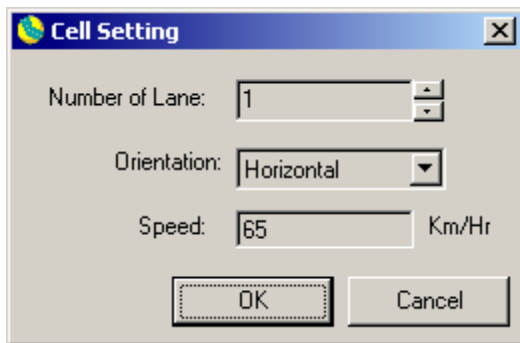 Cell Setting
Number of Lane: 1
Orientation: Horizontal
Speed: 65 Km/Hr
OK Cancel